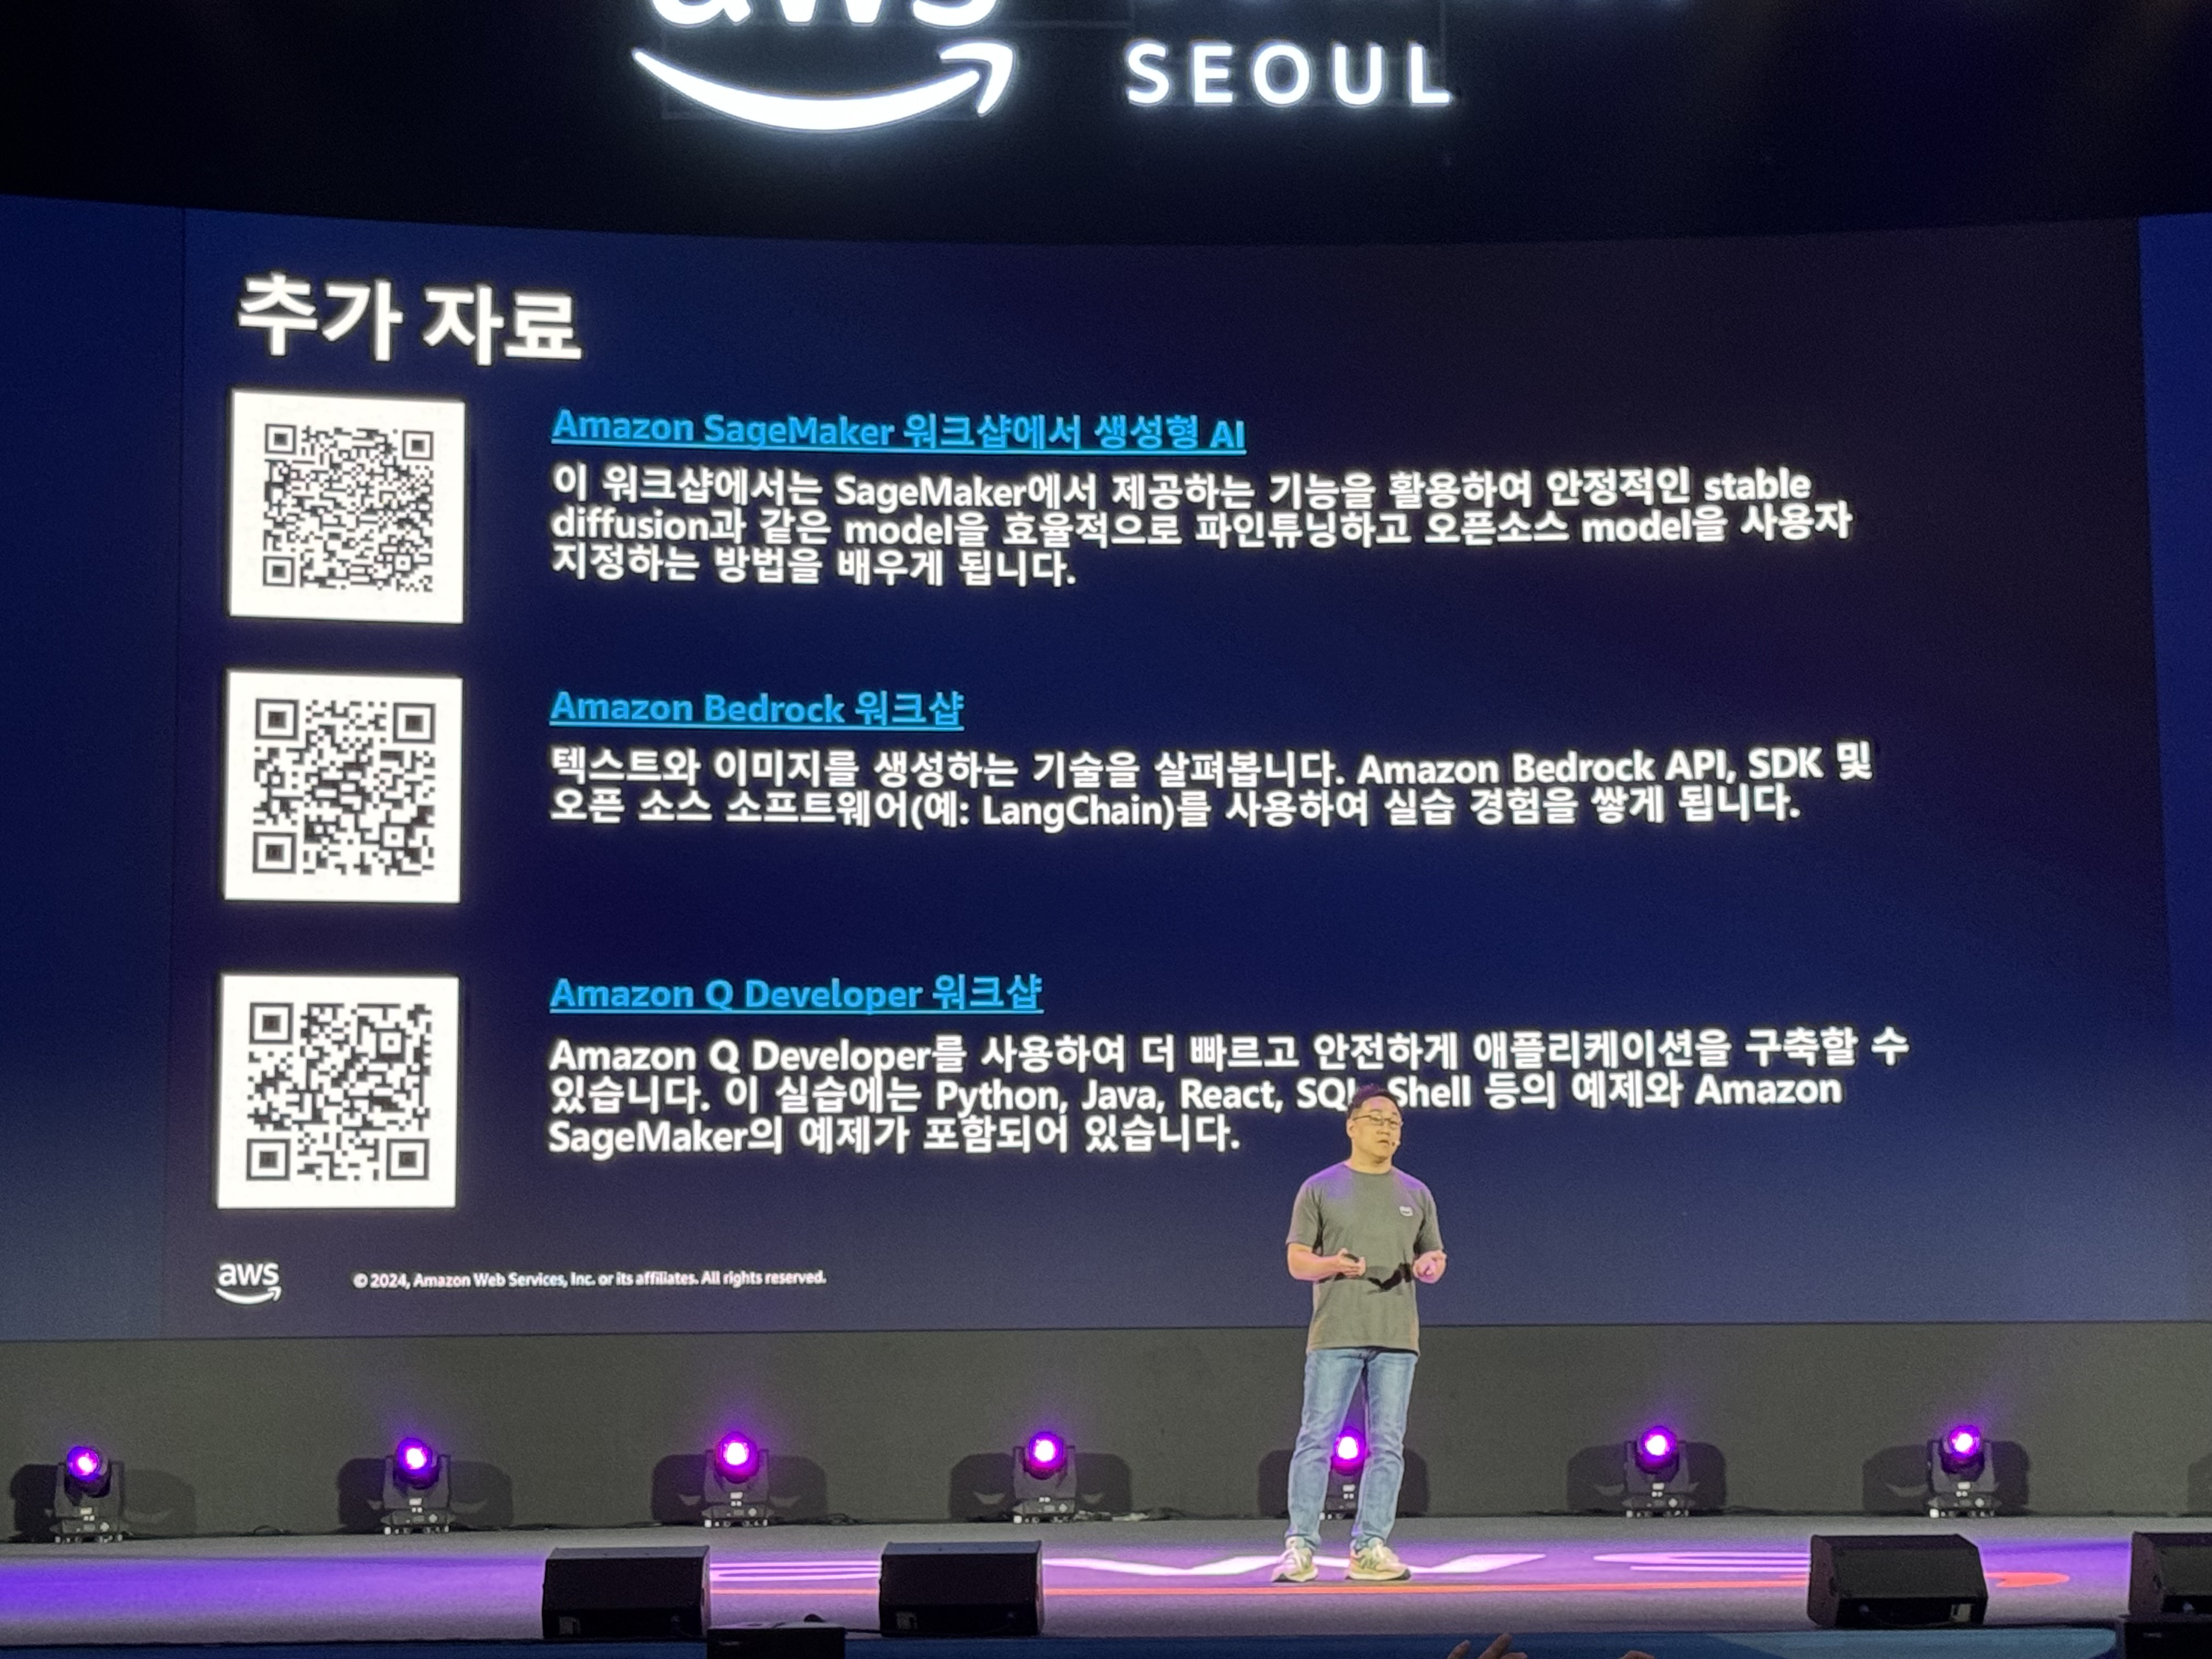 aws
SEOUL
추가 자료
Amazon SageMaker 워크샵에서 생성형 AI
이 워크샵에서는 SageMaker에서 제공하는 기능을 활용하여 안정적인 stable
diffusion과 같은 model을 효율적으로 파인튜닝하고 오픈소스 model을 사용자
지정하는 방법을 배우게 됩니다.
Amazon Bedrock 워크샵
텍스트와 이미지를 생성하는 기술을 살펴봅니다. Amazon Bedrock API, SDK 및
오픈 소스 소프트웨어(예: LangChain)를 사용하여 실습 경험을 쌓게 됩니다.
Amazon Q Developer 워크샵
Amazon Q Developer를 사용하여 더 빠르고 안전하게 애플리케이션을 구축할 수
있습니다. 이 실습에는 Python, Java, React, SQL, Shell 등의 예제와 Amazon
SageMaker의 예제가 포함되어 있습니다.
aws
© 2024, Amazon Web Services, Inc. or its affiliates. All rights reserved.